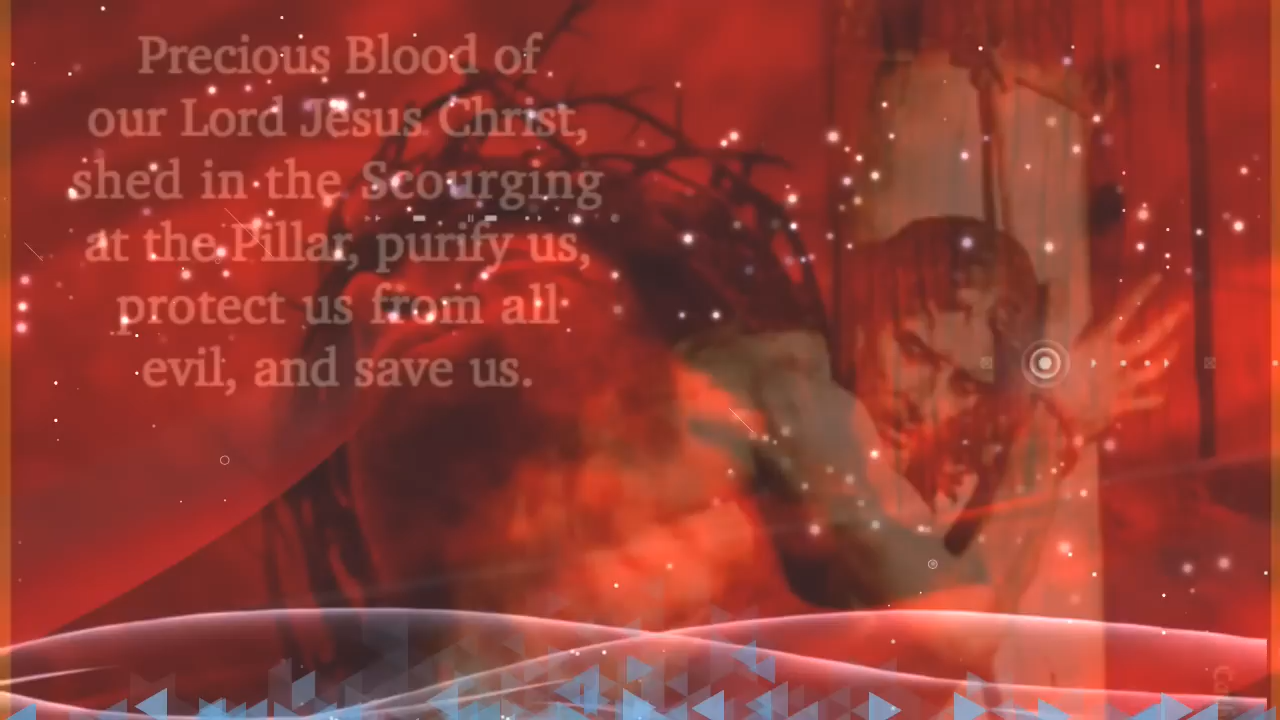 Precious Blood of
our Lord Jesus Christ,
shed in the Scourging
at the Pillar, purify us,
protect us from all
evil, and save us.